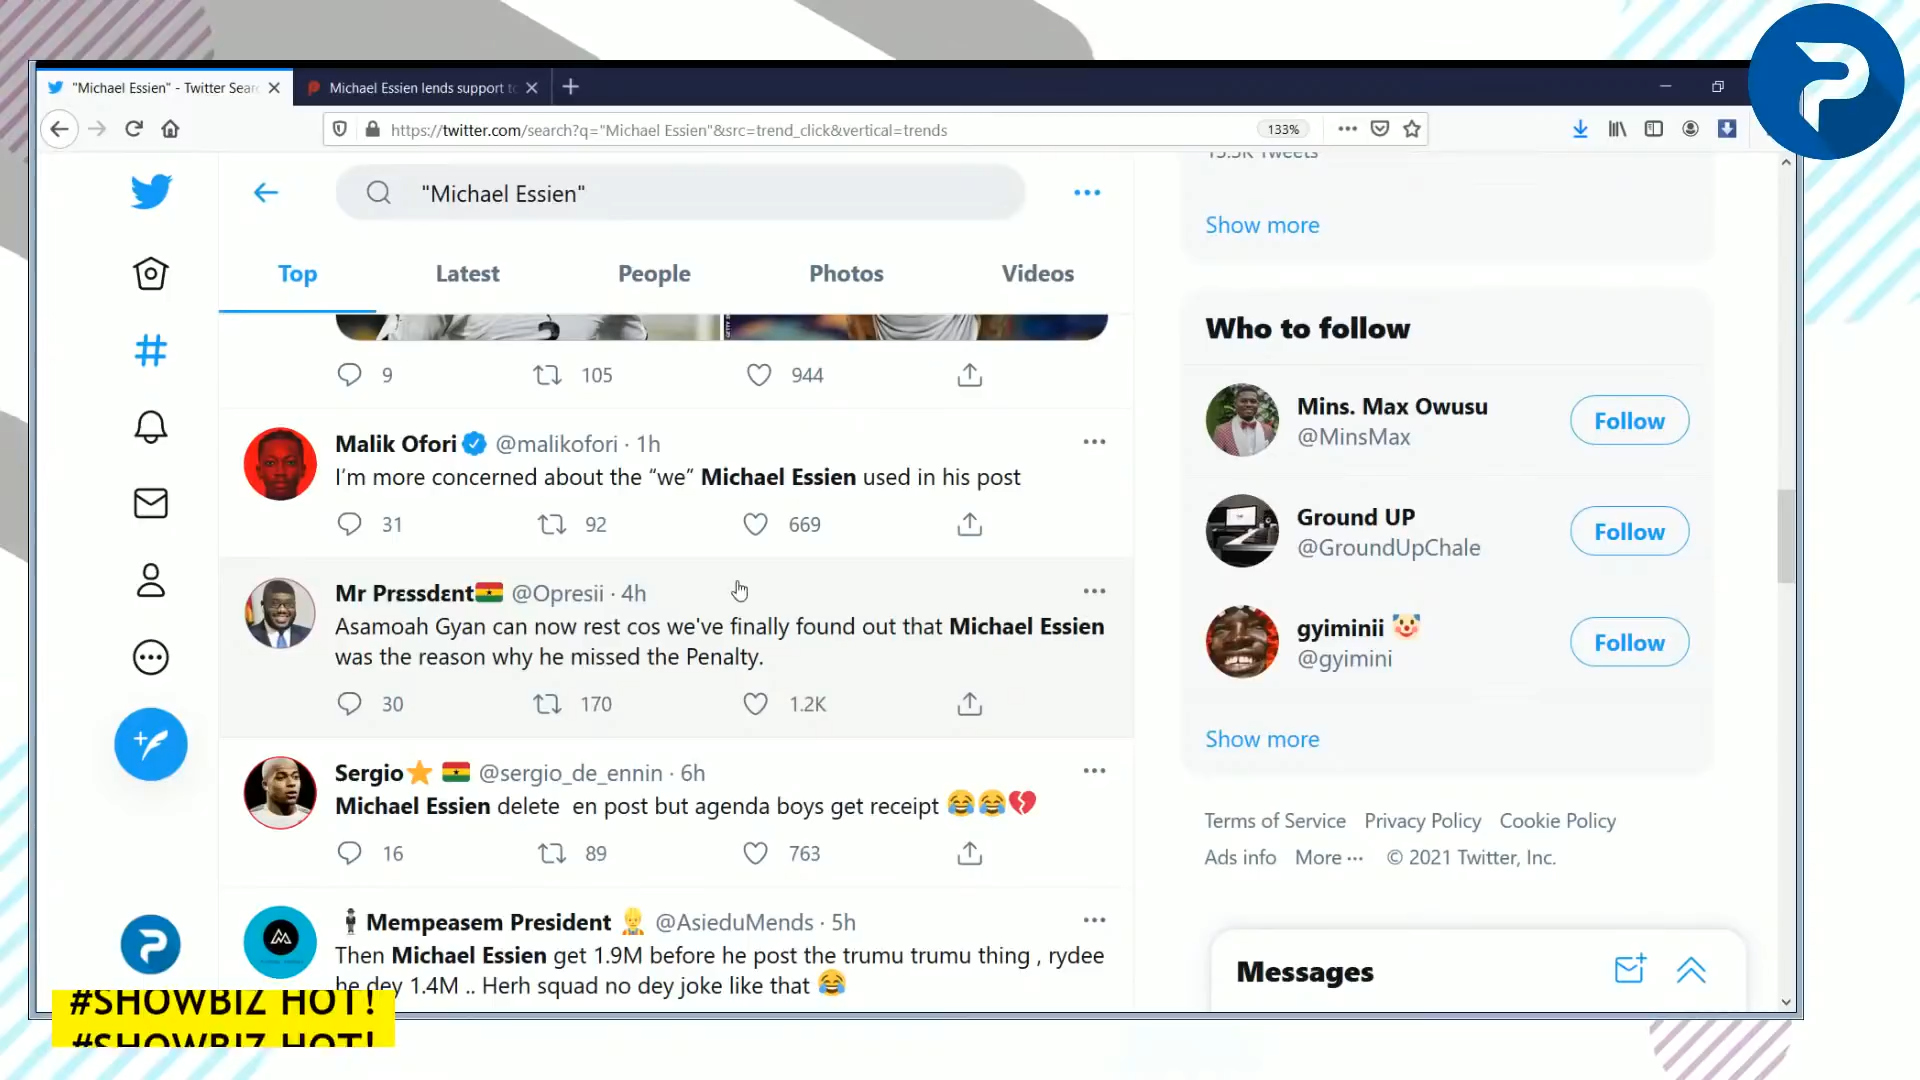 "Michael Essien" - Twitter Sear
Michael Essien lends support to
https://twitter.com/search?q="Michael Essien"&src=trend_click&vertical=trends
133%
"Michael Essien"
Top
Latest
People
Photos
Videos
9
105
944
Malik Ofori @malikofori · 1h
I'm more concerned about the “we” Michael Essien used in his post
31
92
669
Mr Prɛssdɛnt🇬🇭 @Opresii · 4h
Asamoah Gyan can now rest cos we've finally found out that Michael Essien
was the reason why he missed the Penalty.
30
170
1.2K
Sergio⭐ 🇬🇭 @sergio_de_ennin · 6h
Michael Essien delete en post but agenda boys get receipt 😂😂💔
16
89
763
Mempeasem President @AsieduMends · 5h
Then Michael Essien get 1.9M before he post the trumu trumu thing , rydee
he dey 1.4M .. Herh squad no dey joke like that 😂
15.5K Tweets
Show more
Who to follow
Mins. Max Owusu
@MinsMax
Follow
Ground UP
@GroundUpChale
Follow
gyiminii 🤡
@gyimini
Follow
Show more
Terms of Service Privacy Policy Cookie Policy
Ads info More ··· © 2021 Twitter, Inc.
Messages
#SHOWBIZ HOT!
#SHOWBIZ HOT!